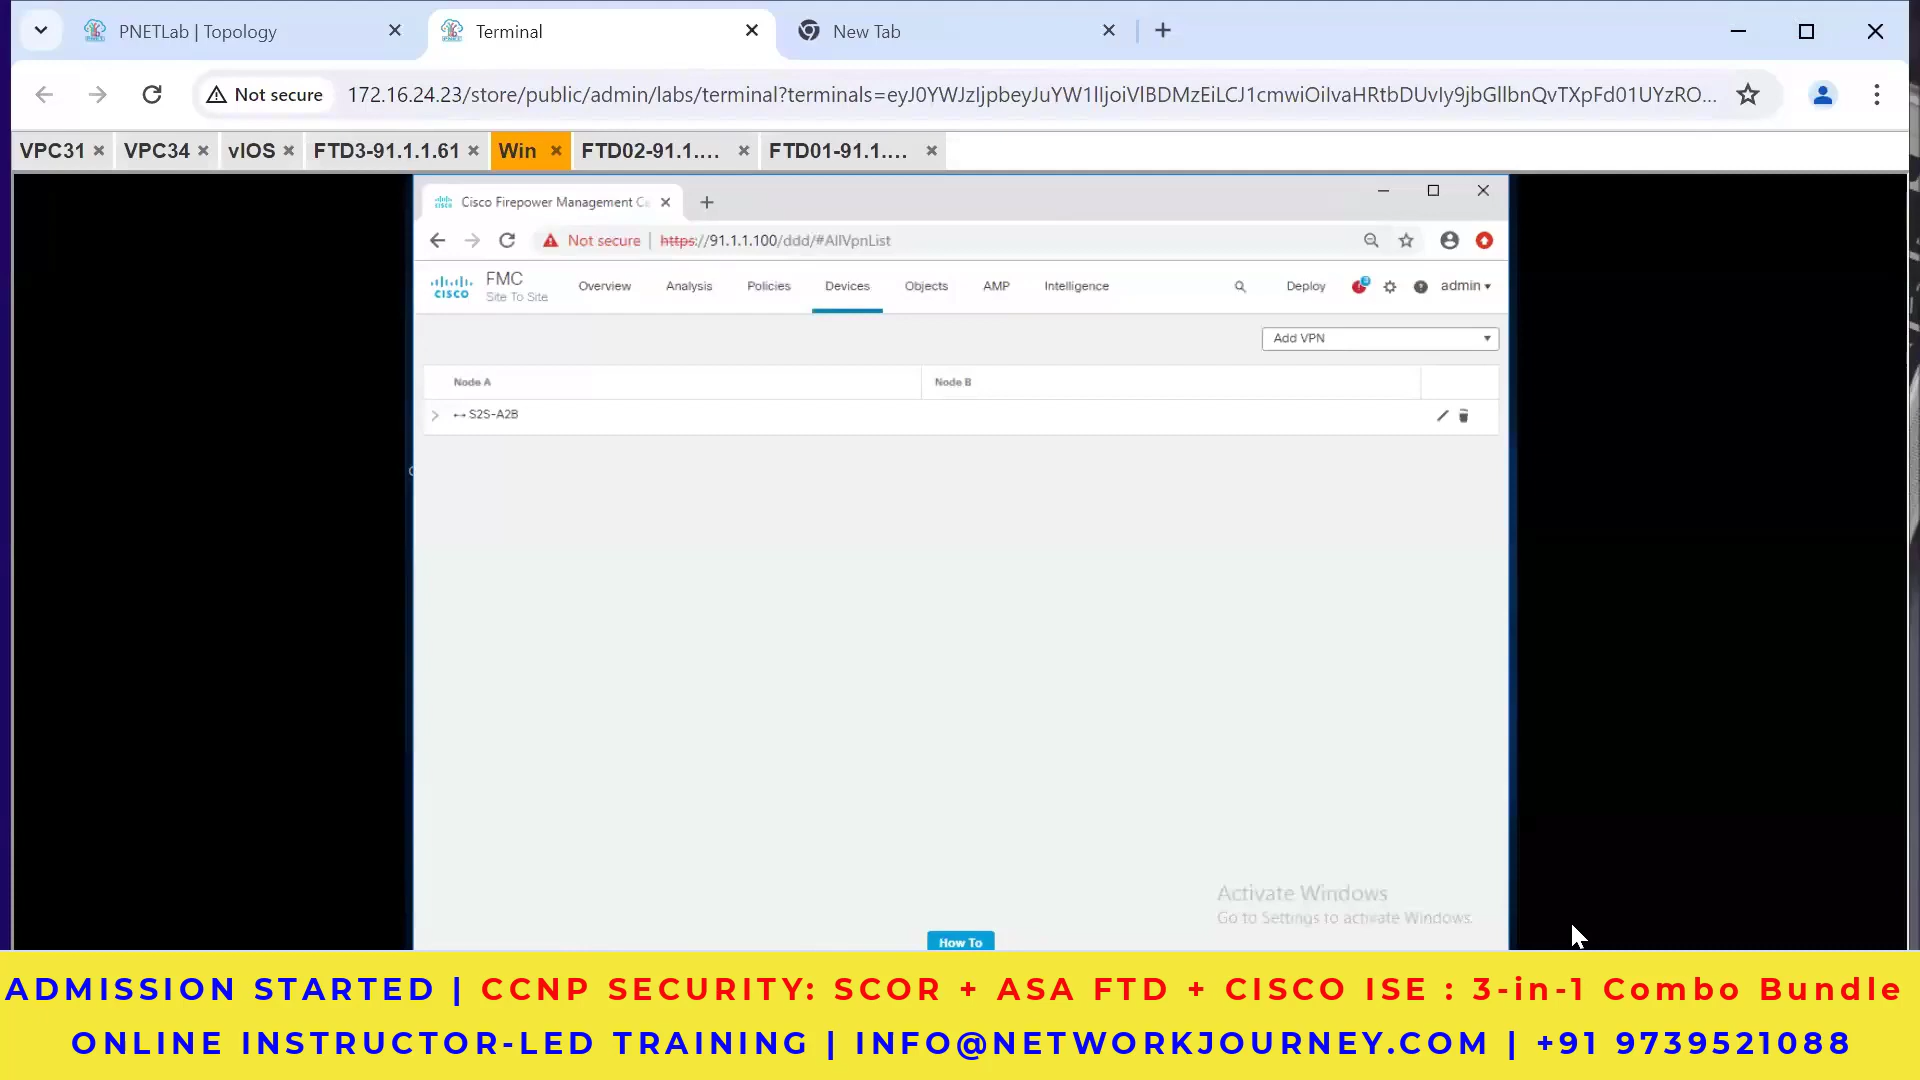 PNETLab | Topology
Terminal
New Tab
Not secure
172.16.24.23/store/public/admin/labs/terminal?terminals=
VPC31
VPC34
vIOS
FTD3-91.1.1.61
Win
FTD02-91.1....
FTD01-91.1....
Cisco Firepower Management Ce
Not secure
https://91.1.1.100/ddd/#AllVpnList
cisco
FMC
Site To Site
Overview
Analysis
Policies
Devices
Objects
AMP
Intelligence
Deploy
admin
Add VPN
Node A
Node B
S2S-A2B
Activate Windows
Go to Settings to activate Windows.
How To
ADMISSION STARTED | CCNP SECURITY: SCOR + ASA FTD + CISCO ISE : 3-in-1 Combo Bundle
ONLINE INSTRUCTOR-LED TRAINING | INFO@NETWORKJOURNEY.COM | +91 9739521088